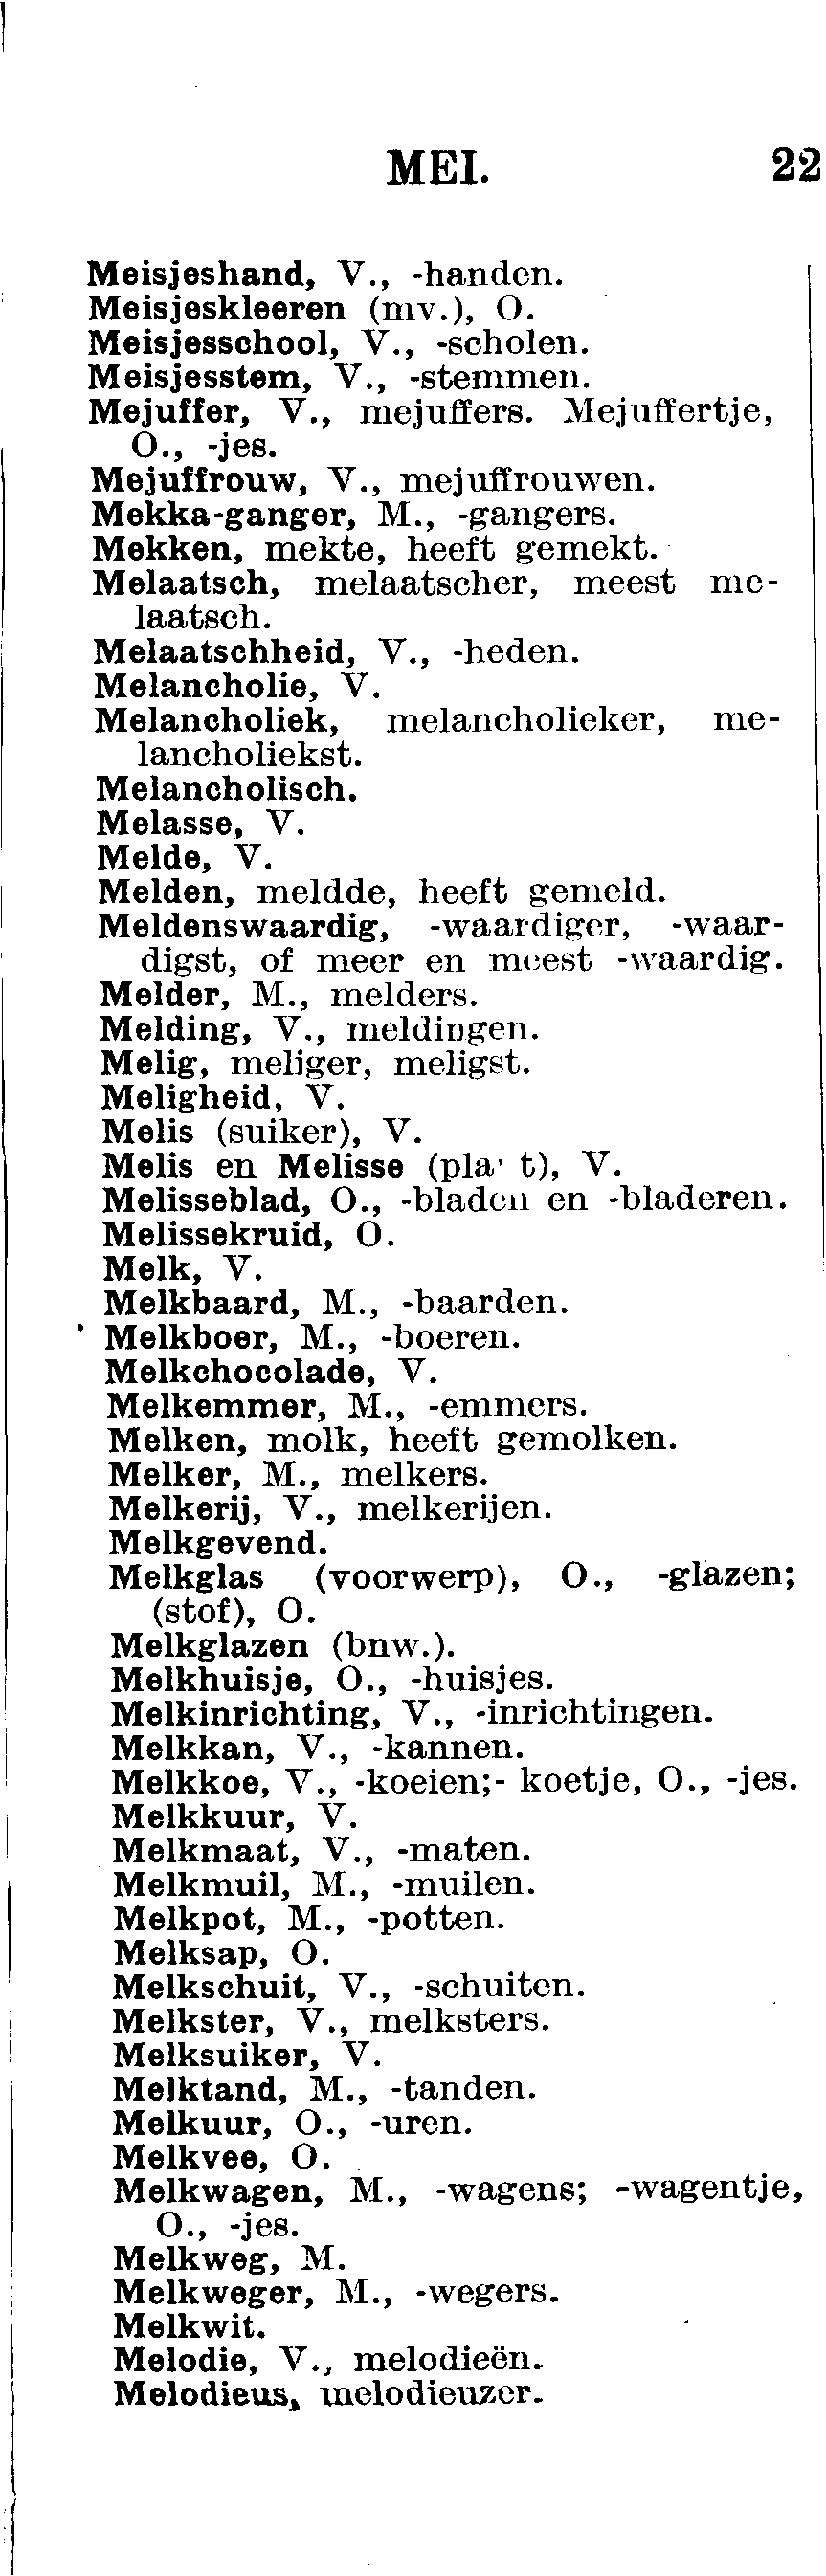 MEI. 22
Meisjeshand, V., -handen.
Meisjeskleeren (mv.), O.
Meisjesschool, V., -scholen.
Meisjesstem, V., -stemmen.
Mejuffer, V., mejuffers. Mejuffertje,
O., -jes.
Mejuffrouw, V., mejuffrouwen.
Mekka-ganger, M., -gangers.
Mekken, mekte, heeft gemekt.
Melaatsch, melaatscher, meest me-
laatsch.
Melaatschheid, V., -heden.
Melancholie, V.
Melancholiek, melancholieker, me-
lancholiekst.
Melancholisch.
Melasse, V.
Melde, V.
Melden, meldde, heeft gemeld.
Meldenswaardig, -waardiger, -waar-
digst, of meer en meest -waardig.
Melder, M., melders.
Melding, V., meldingen.
Melig, meliger, meligst.
Meligheid, V.
Melis (suiker), V.
Melis en Melisse (pla t), V.
Melisseblad, O., -bladen en -bladeren.
Melissekruid, O.
Melk, V.
Melkbaard, M., -baarden.
Melkboer, M., -boeren.
Melkchocolade, V.
Melkemmer, M., -emmers.
Melken, molk, heeft gemolken.
Melker, M., melkers.
Melkerij, V., melkerijen.
Melkgevend.
Melkglas (voorwerp), O., -glazen;
(stof), O.
Melkglazen (bnw.).
Melkhuisje, O., -huisjes.
Melkinrichting, V., -inrichtingen.
Melkkan, V., -kannen.
Melkkoe, V., -koeien;- koetje, O., -jes.
Melkkuur, V.
Melkmaat, V., -maten.
Melkmuil, M., -muilen.
Melkpot, M., -potten.
Melksap, O.
Melkschuit, V., -schuiten.
Melkster, V., melksters.
Melksuiker, V.
Melktand, M., -tanden.
Melkuur, O., -uren.
Melkvee, O.
Melkwagen, M., -wagens; -wagentje,
O., -jes.
Melkweg, M.
Melkweger, M., -wegers.
Melkwit.
Melodie, V., melodieën.
Melodieus, melodieuzer.